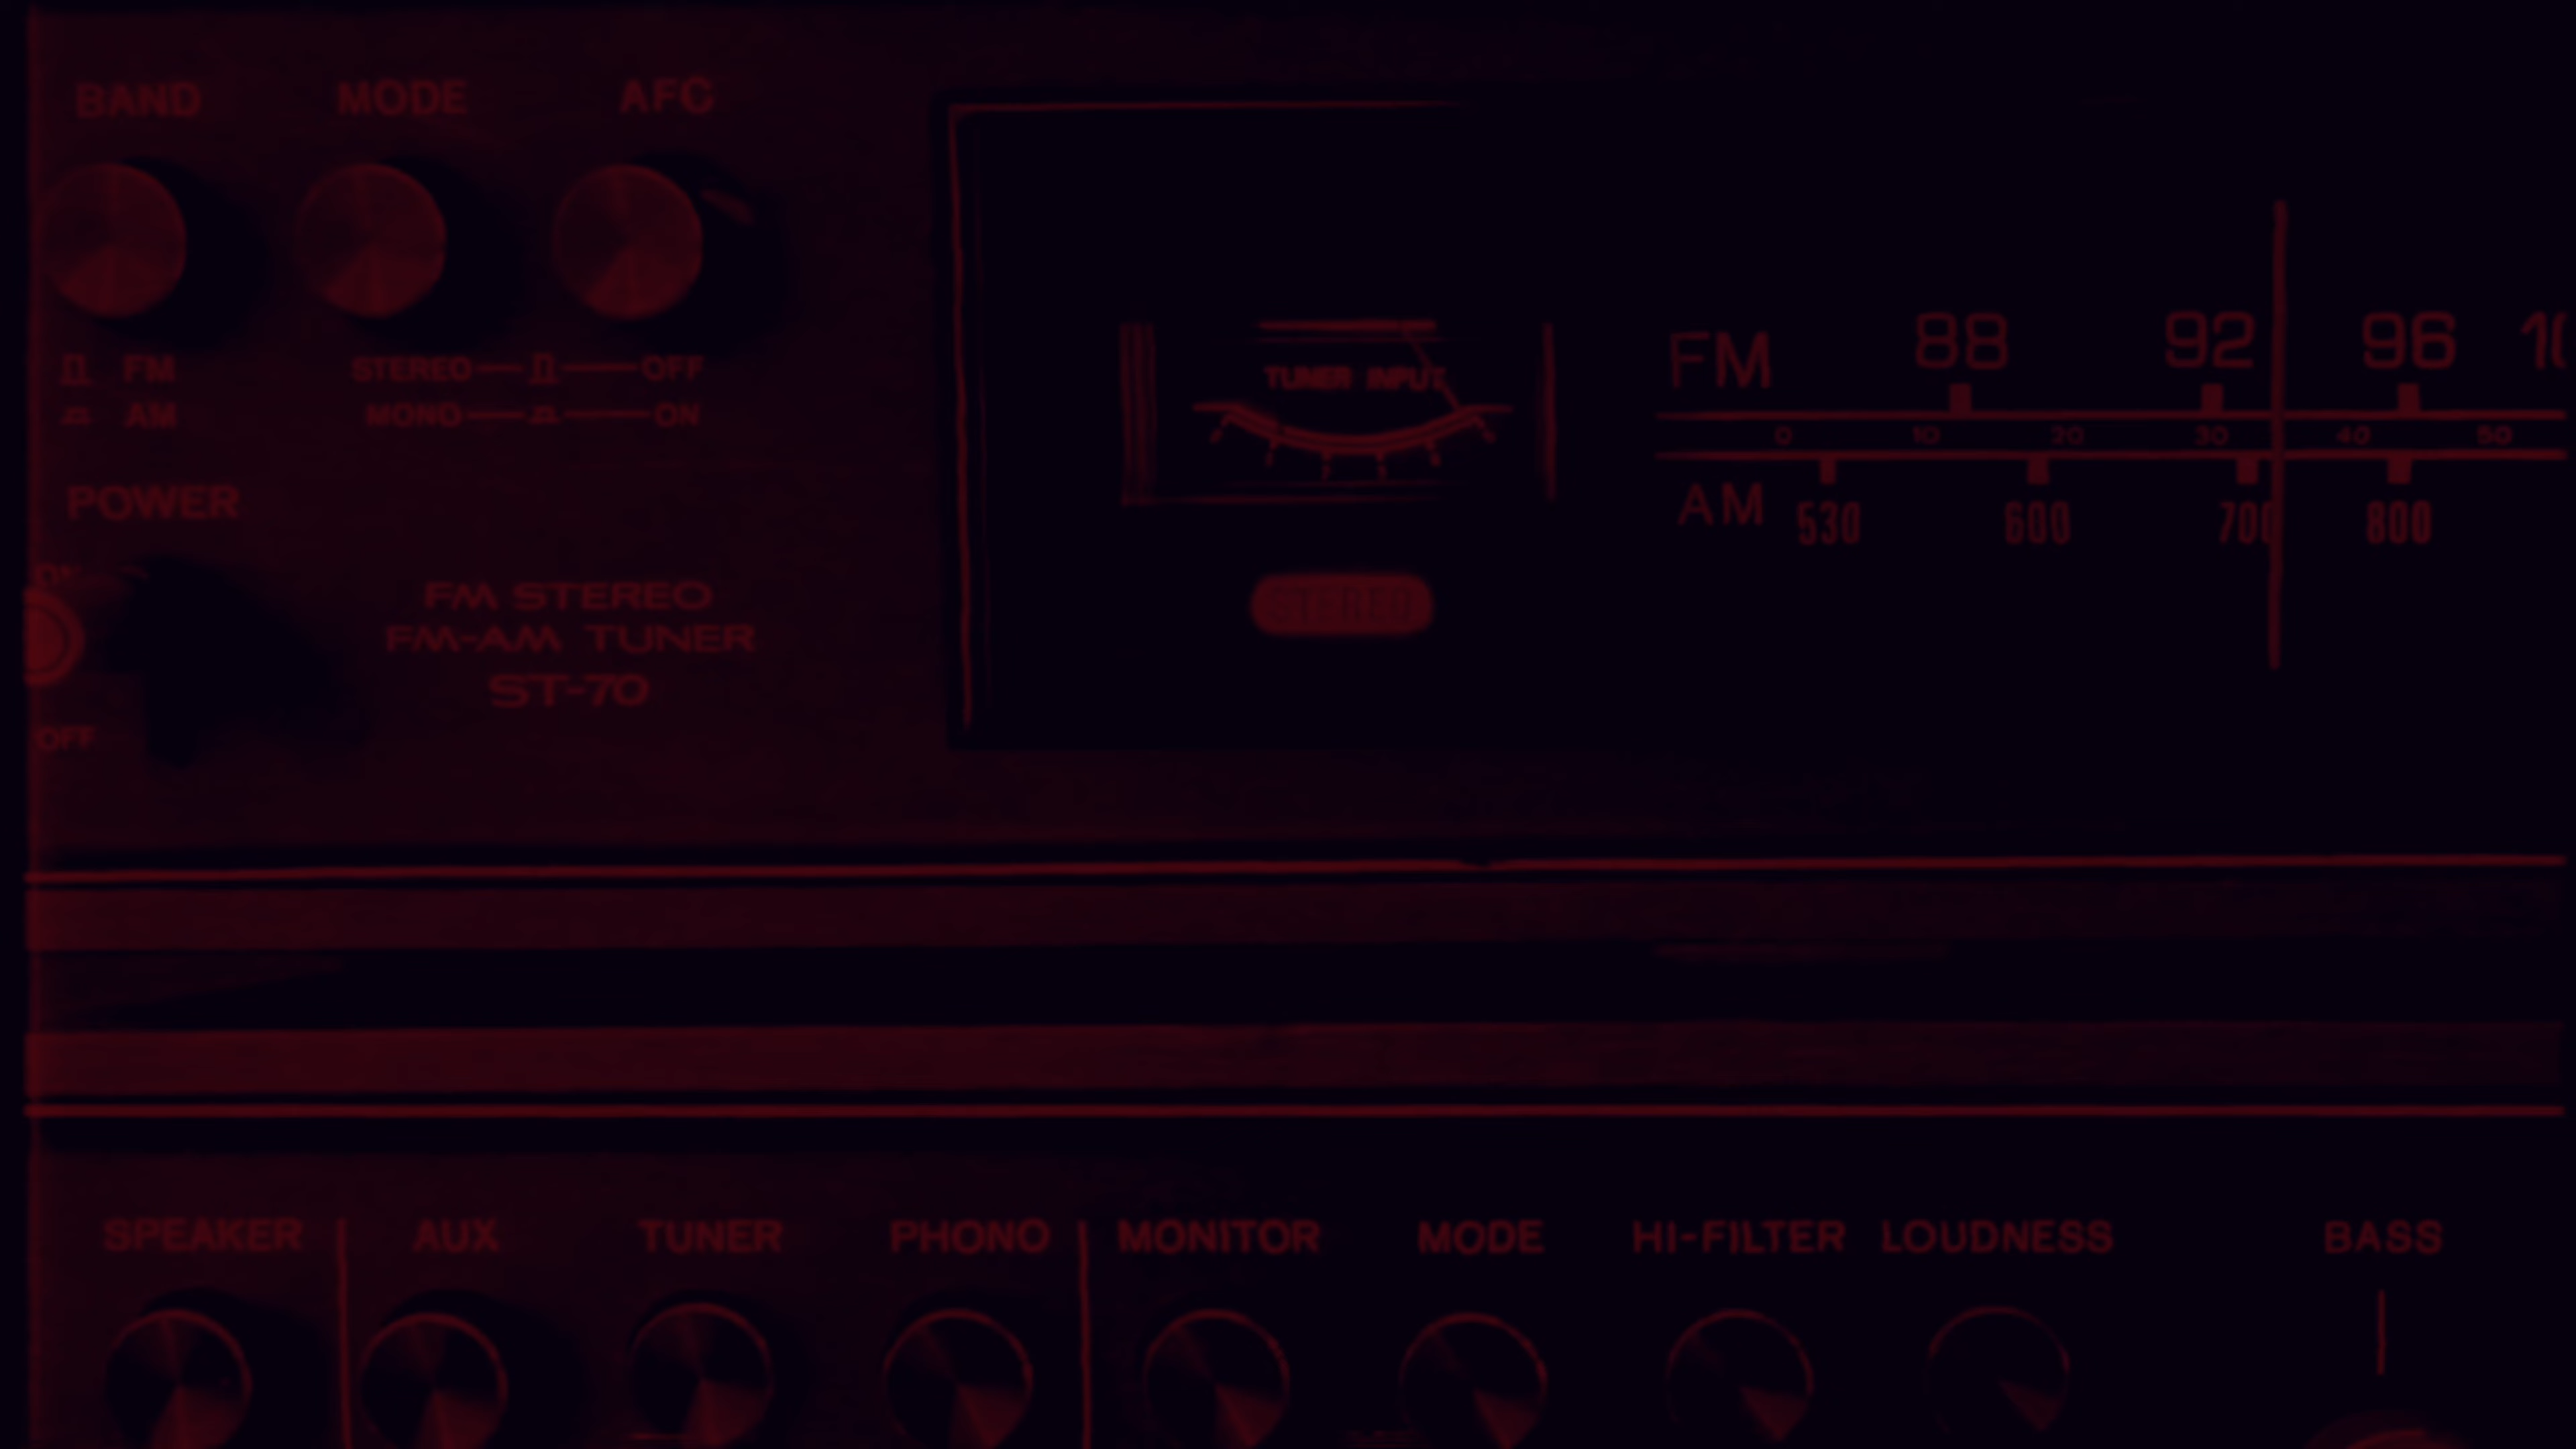 BAND MODE AFC
FM STEREO OFF
AM MONO ON
POWER
ON
OFF
FM STEREO
FM-AM TUNER
ST-70
TUNER INPUT
STEREO
FM 88 92 96
0 10 20 30 40 50
AM 530 600 700 800
SPEAKER AUX TUNER PHONO MONITOR MODE HI-FILTER LOUDNESS BASS